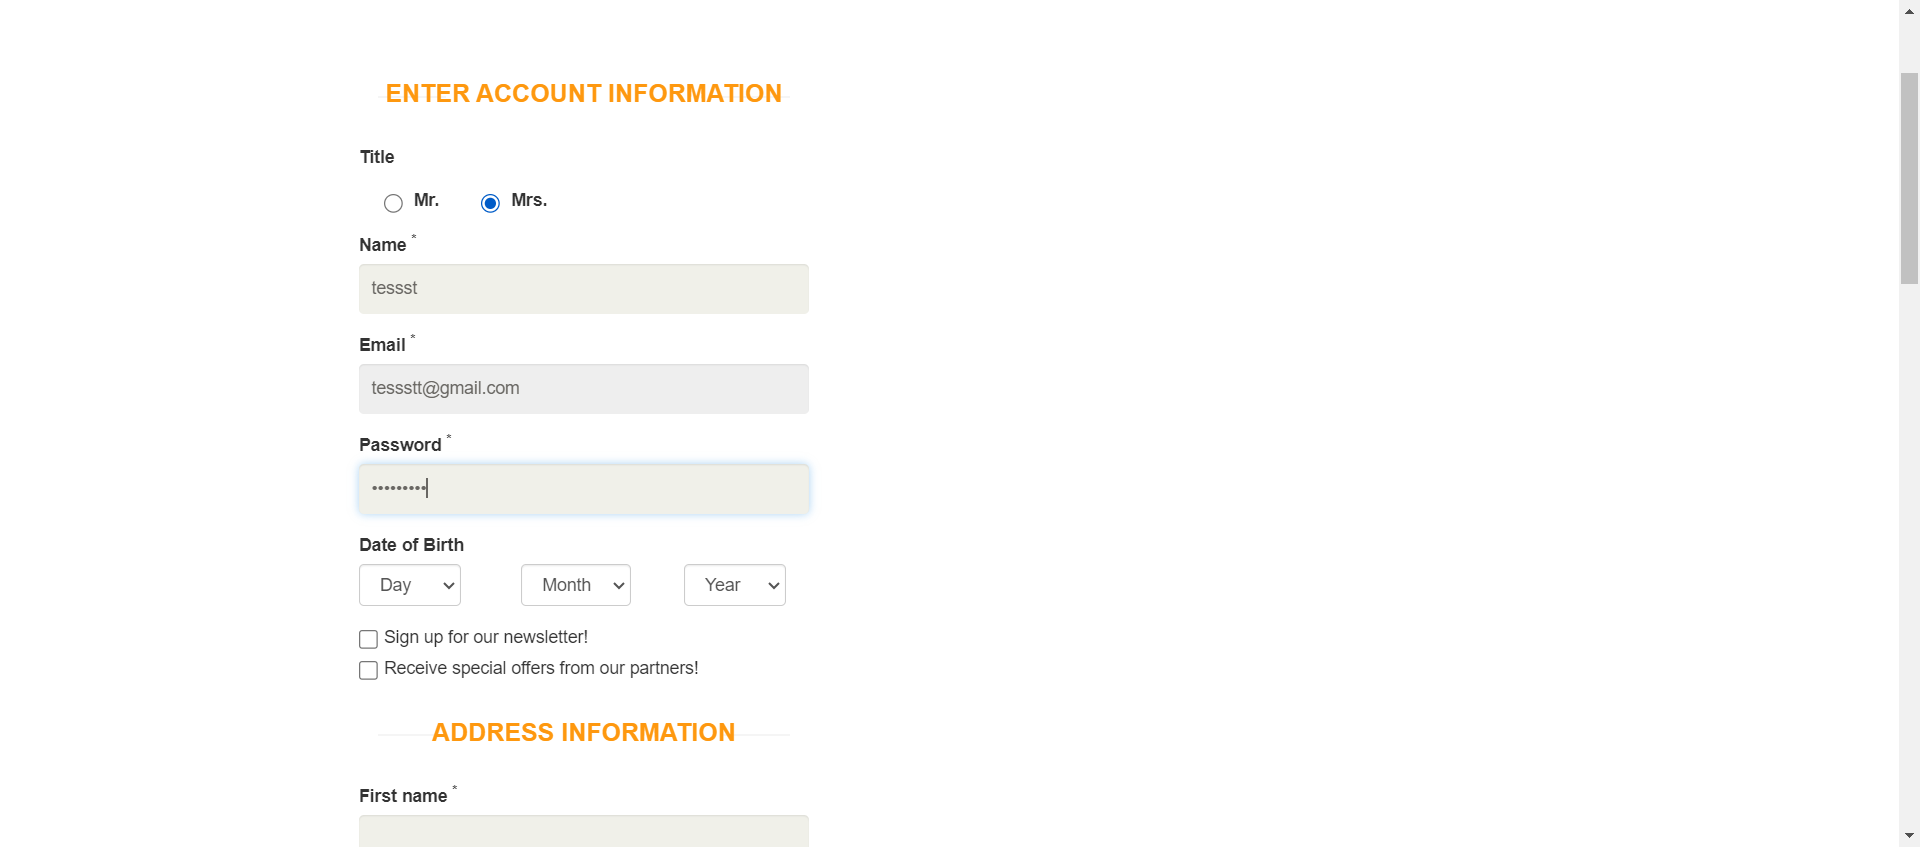 ENTER ACCOUNT INFORMATION
Title
Mr. Mrs.
Name *
tessst
Email *
tessstt@gmail.com
Password *
•••••••••
Date of Birth
Day Month Year
Sign up for our newsletter!
Receive special offers from our partners!
ADDRESS INFORMATION
First name *